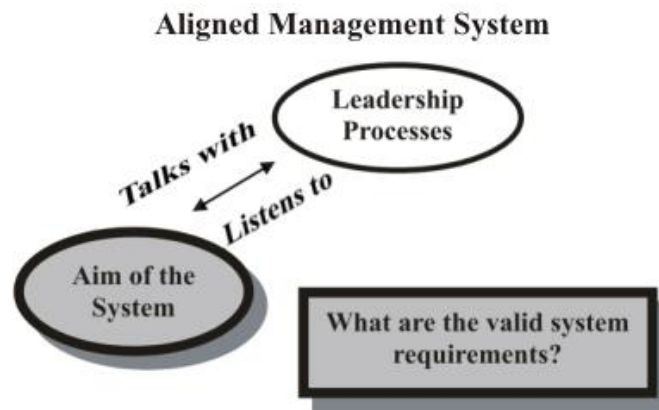 Aligned Management System
Leadership
Processes
Talks with
Listens to
Aim of the
System
What are the valid system
requirements?